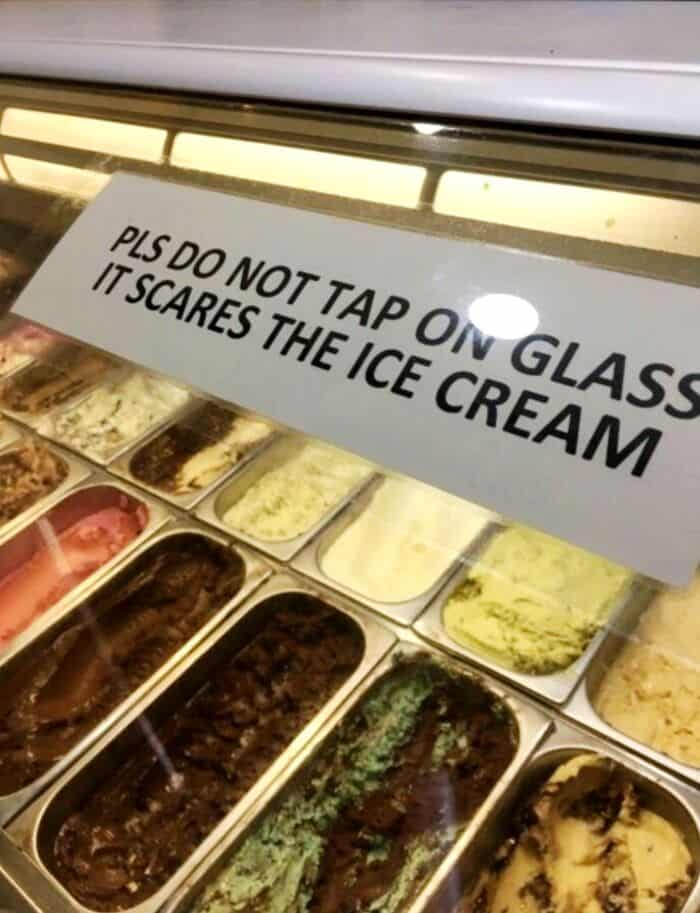 PLS DO NOT TAP ON GLASS
IT SCARES THE ICE CREAM